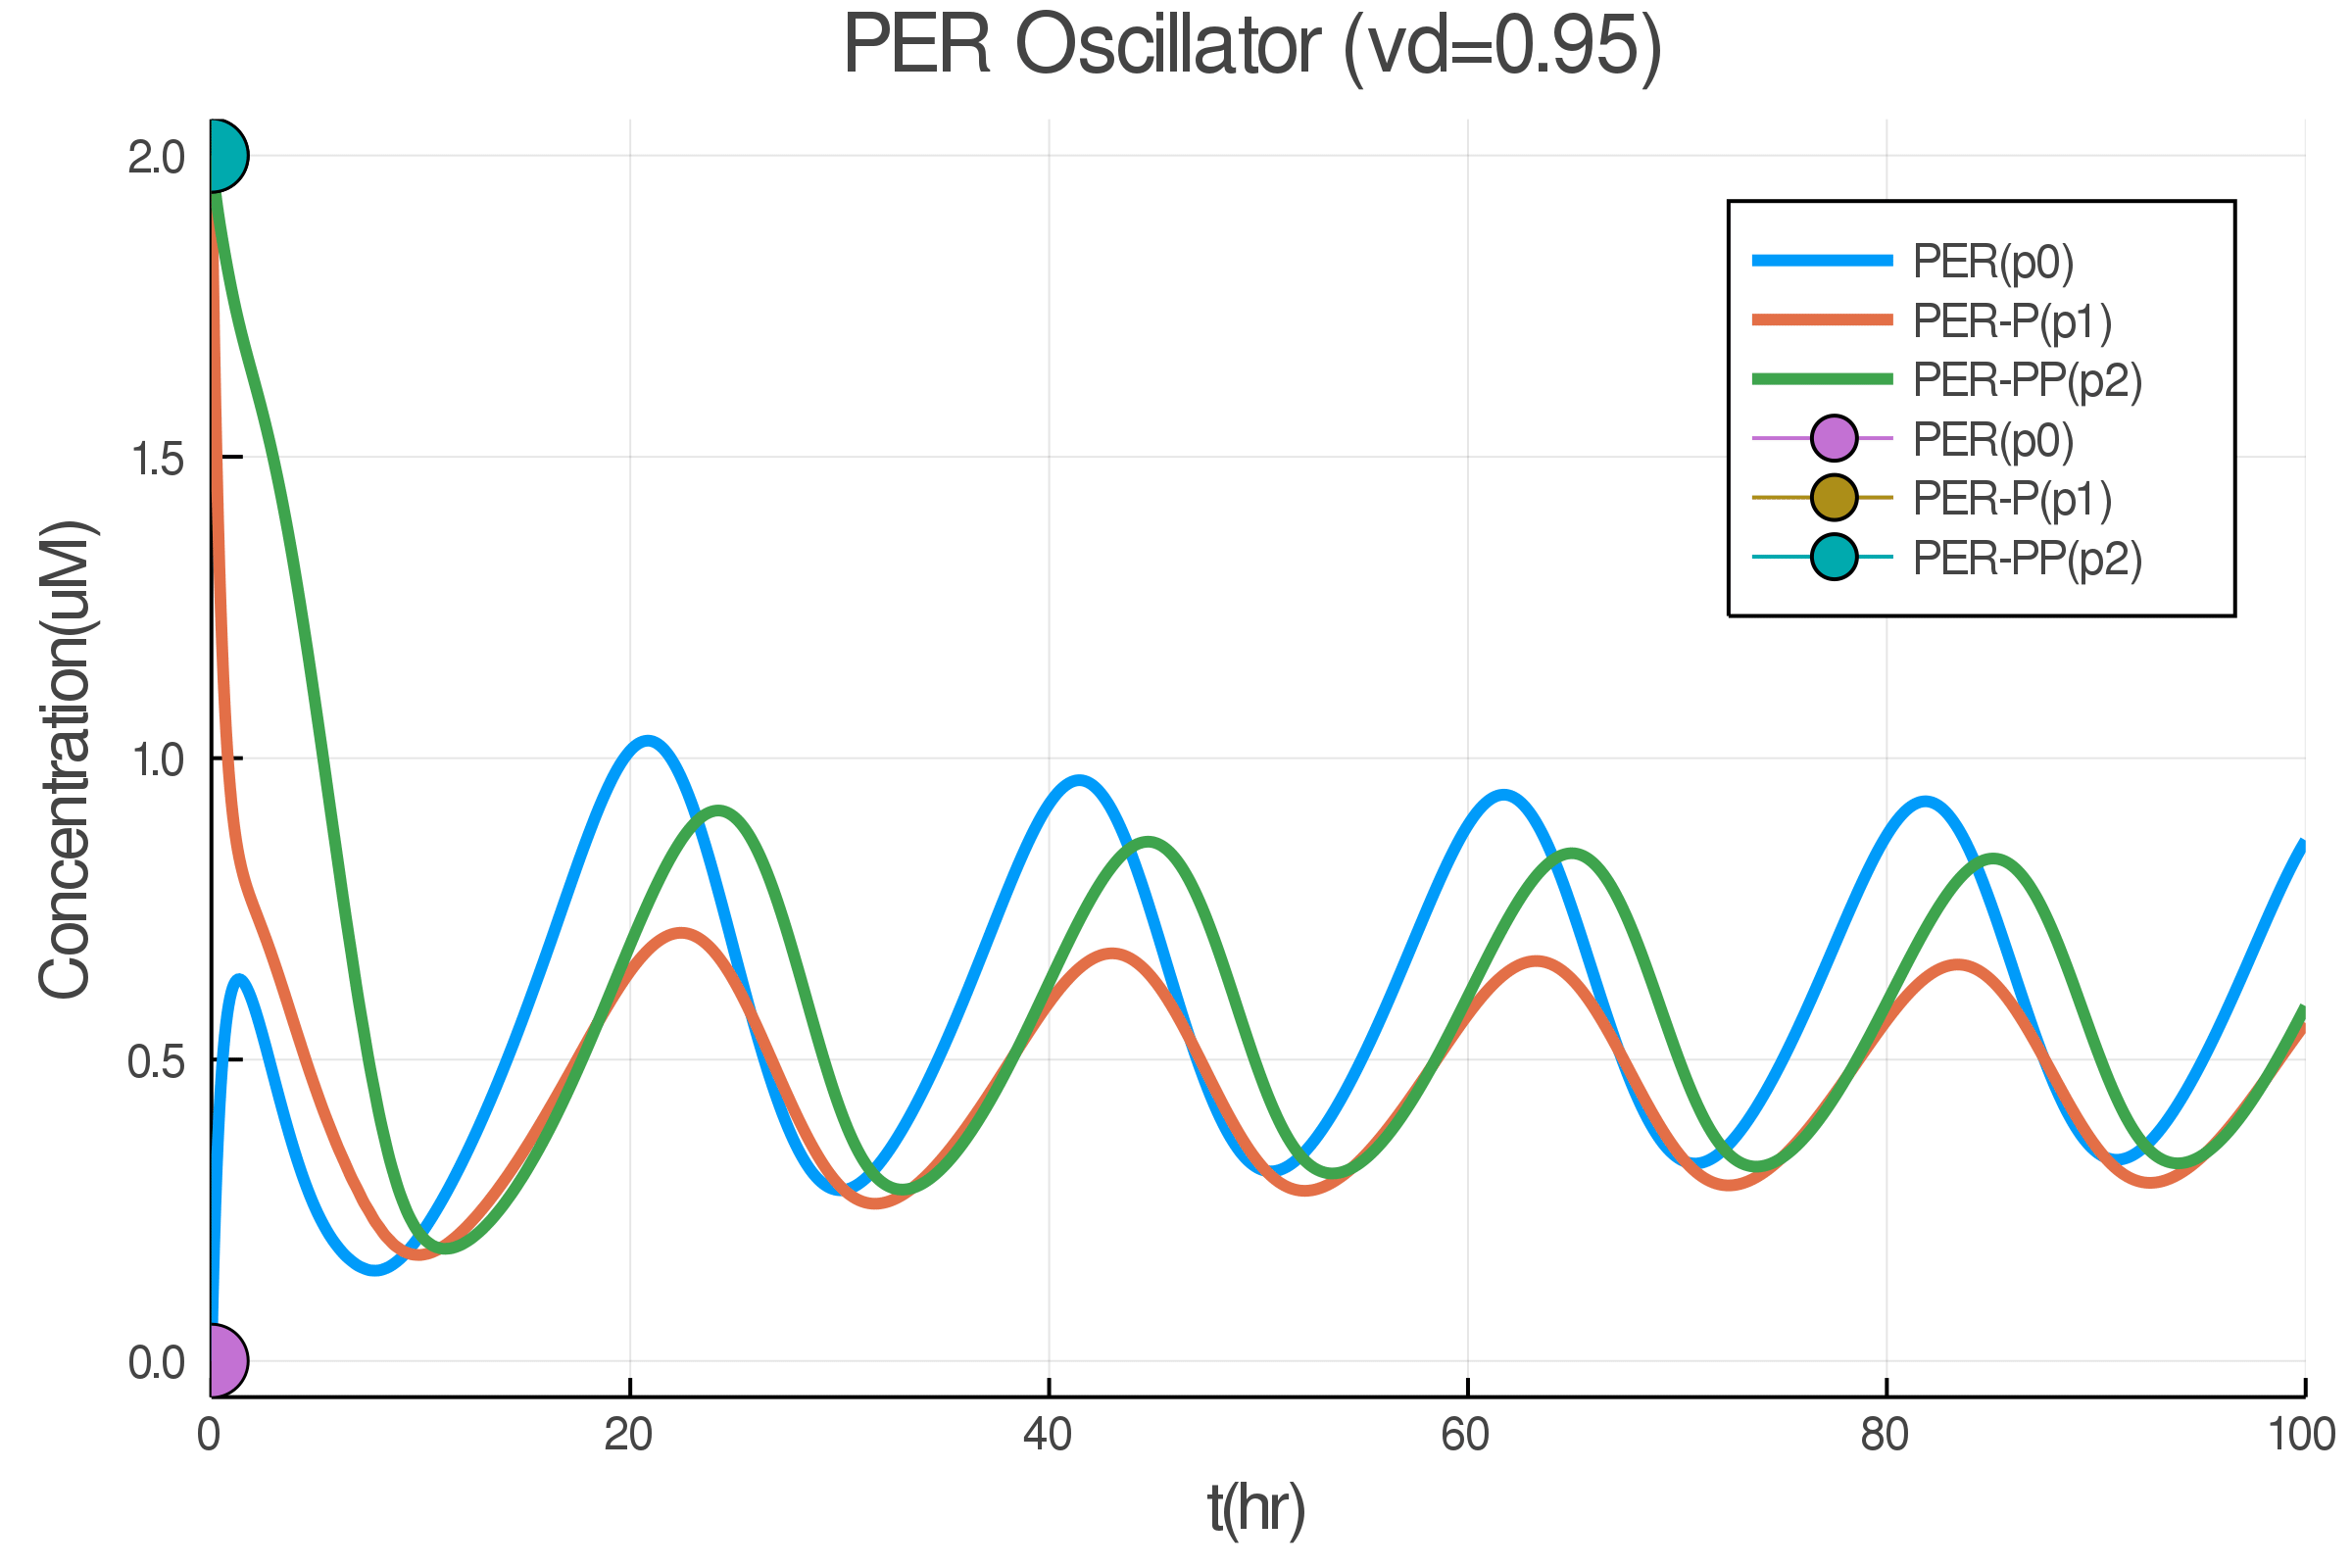 PER Oscillator (vd=0.95)
Concentration(uM)
2.0
1.5
1.0
0.5
0.0
PER(p0)
PER-P(p1)
PER-PP(p2)
PER(p0)
PER-P(p1)
PER-PP(p2)
0 20 40 60 80 100
t(hr)